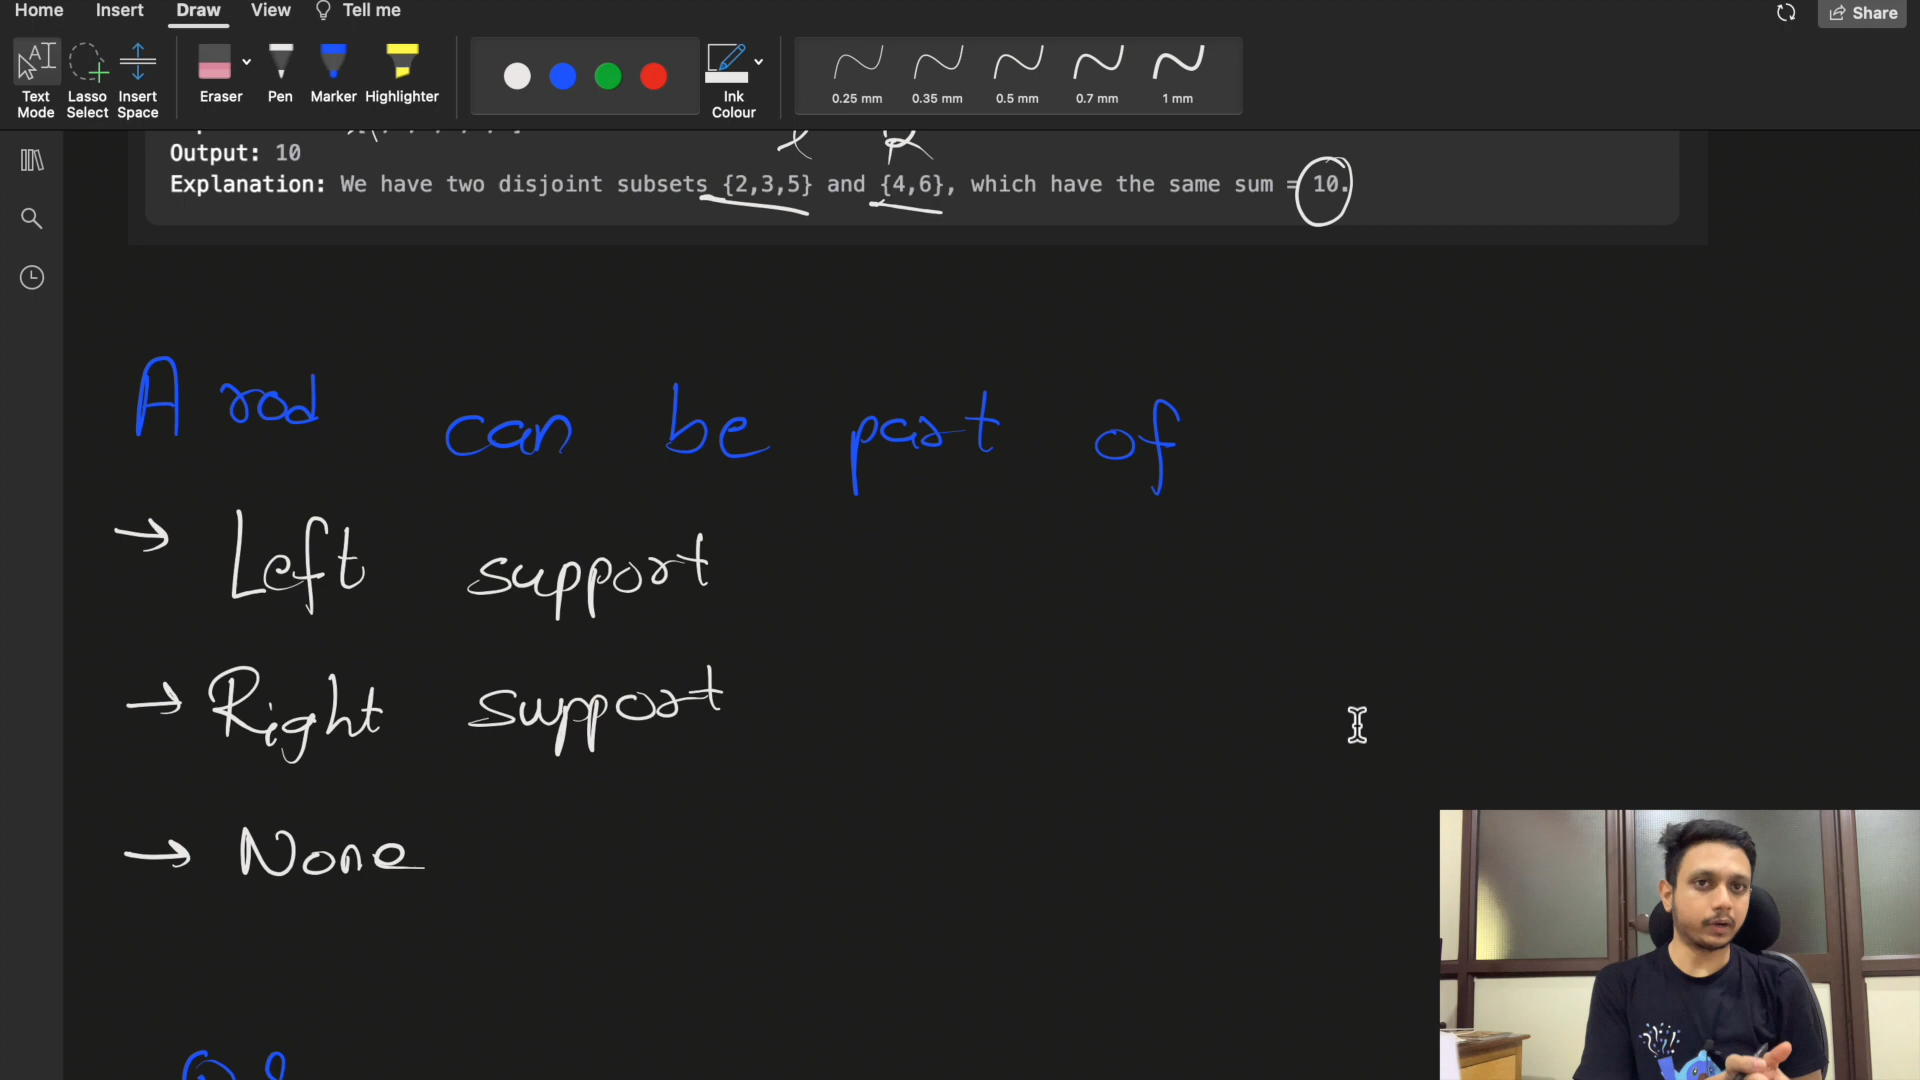 Home Insert Draw View Tell me Share
Text Mode Lasso Select Insert Space Eraser Pen Marker Highlighter Ink Colour 0.25 mm 0.35 mm 0.5 mm 0.7 mm 1 mm
Output: 10
Explanation: We have two disjoint subsets {2,3,5} and {4,6}, which have the same sum = 10.
A rod can be part of
→ Left support
→ Right support
→ None